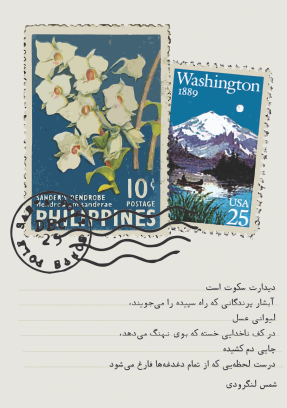 Washington
1889
USA
25
SANDER'S DENDROBE
dendrobium sanderae
10¢
POSTAGE
PHILIPPINES
25
دیدارت سکوت است
آبشار پرندگانی که راه سپیده را می‌جویند،
لیوانی عسل
در کف ناخدایی خسته که بوی نهنگ می‌دهد،
چایی دم کشیده
درست لحظه‌یی که از تمام دغدغه‌ها فارغ می‌شود
شمس لنگرودی